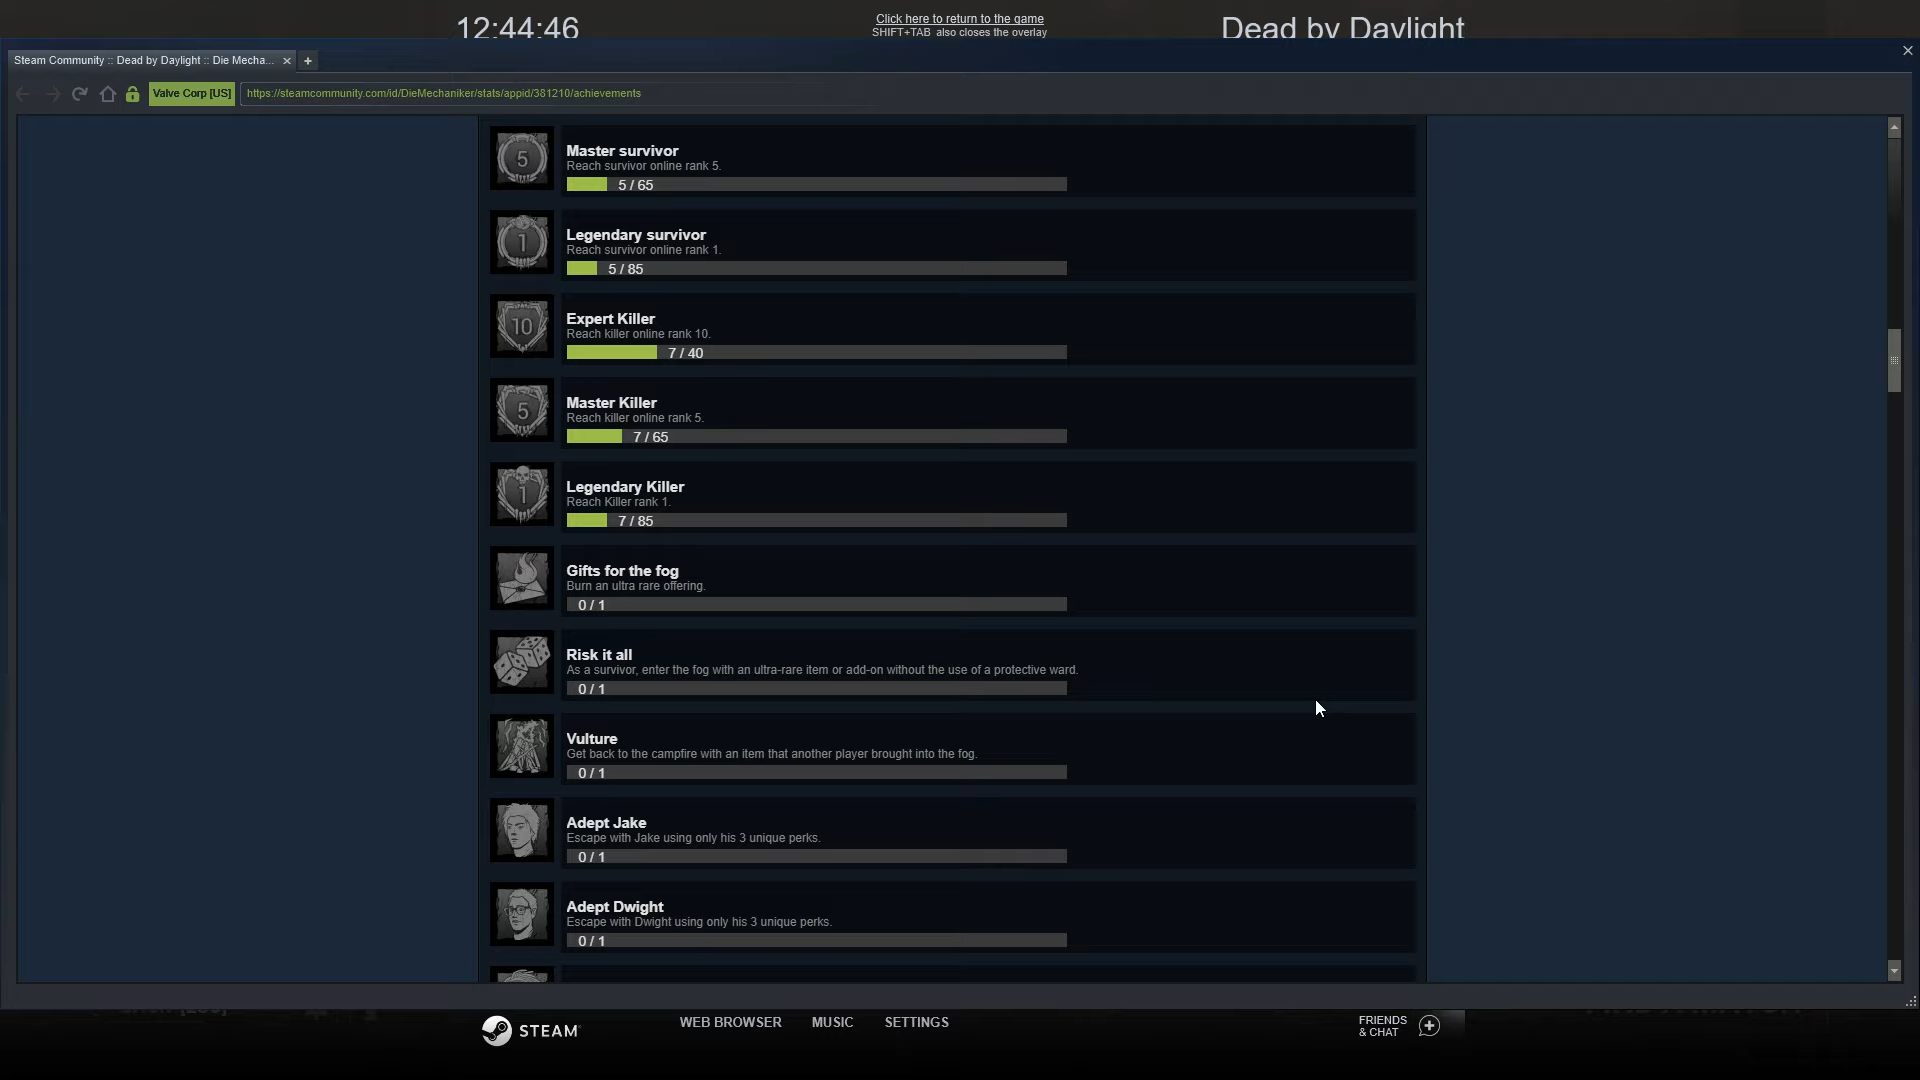 12:44:46
Click here to return to the game
SHIFT+TAB also closes the overlay
Dead by Daylight
Steam Community :: Dead by Daylight :: Die Mecha...
Valve Corp [US]
https://steamcommunity.com/id/DieMechaniker/stats/appid/381210/achievements
5
Master survivor
Reach survivor online rank 5.
5 / 65
1
Legendary survivor
Reach survivor online rank 1.
5 / 85
10
Expert Killer
Reach killer online rank 10.
7 / 40
5
Master Killer
Reach killer online rank 5.
7 / 65
1
Legendary Killer
Reach Killer rank 1.
7 / 85
Gifts for the fog
Burn an ultra rare offering.
0 / 1
Risk it all
As a survivor, enter the fog with an ultra-rare item or add-on without the use of a protective ward.
0 / 1
Vulture
Get back to the campfire with an item that another player brought into the fog.
0 / 1
Adept Jake
Escape with Jake using only his 3 unique perks.
0 / 1
Adept Dwight
Escape with Dwight using only his 3 unique perks.
0 / 1
STEAM
WEB BROWSER
MUSIC
SETTINGS
FRIENDS
& CHAT